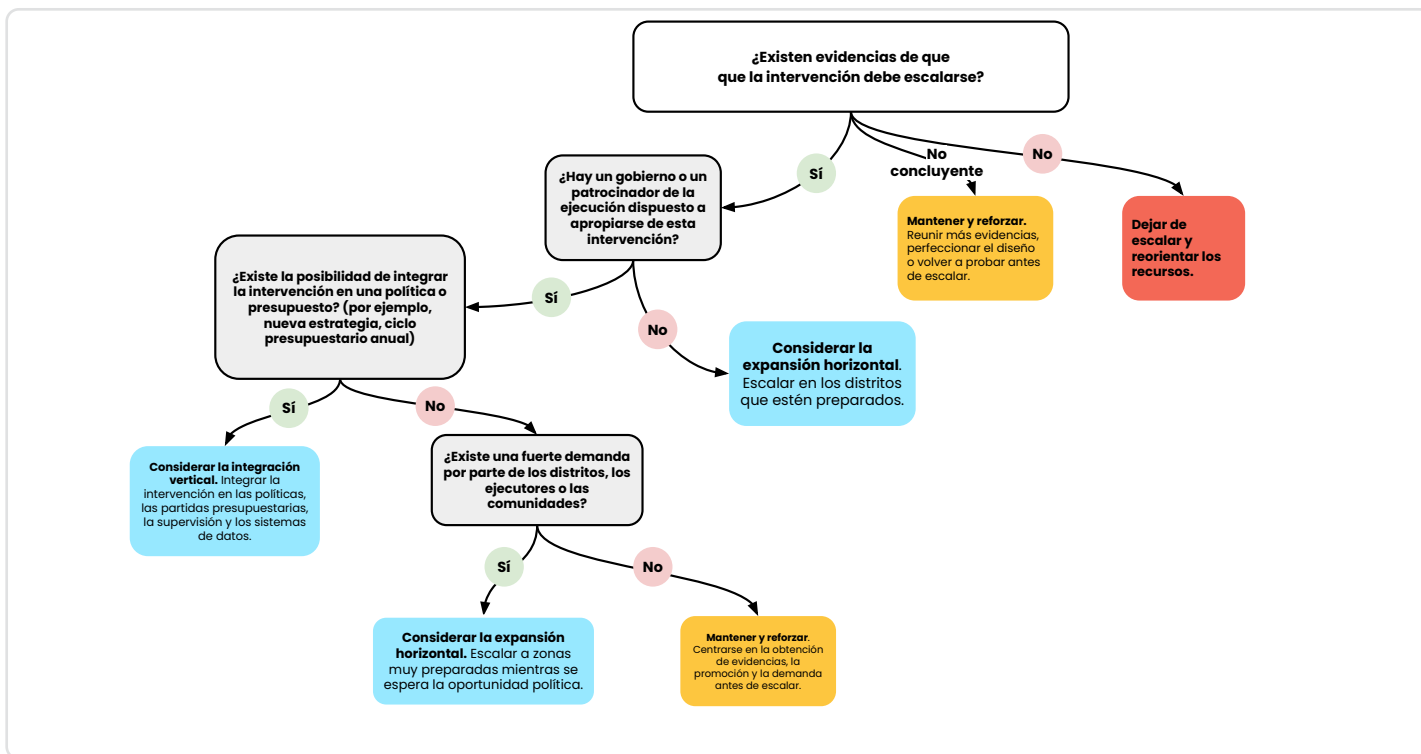 ¿Existen evidencias de que
que la intervención debe escalarse?
No
No
concluyente
Sí
¿Hay un gobierno o un
patrocinador de la
ejecución dispuesto a
apropiarse de esta
intervención?
Mantener y reforzar.
Reunir más evidencias,
perfeccionar el diseño
o volver a probar antes
de escalar.
Dejar de
escalar y
reorientar los
recursos.
¿Existe la posibilidad de integrar
la intervención en una política o
presupuesto? (por ejemplo,
nueva estrategia, ciclo
presupuestario anual)
Sí
No
Considerar la
expansión horizontal.
Escalar en los distritos
que estén preparados.
Sí
No
Considerar la integración
vertical. Integrar la
intervención en las políticas,
las partidas presupuestarias,
la supervisión y los sistemas
de datos.
¿Existe una fuerte demanda
por parte de los distritos, los
ejecutores o las
comunidades?
Sí
No
Considerar la expansión
horizontal. Escalar a zonas
muy preparadas mientras se
espera la oportunidad política.
Mantener y reforzar.
Centrarse en la obtención
de evidencias, la
promoción y la demanda
antes de escalar.